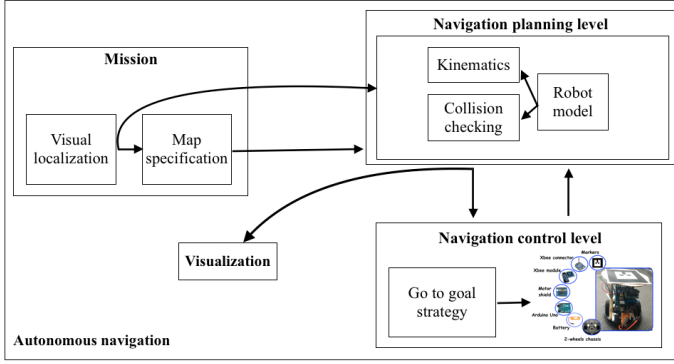 Navigation planning level
Mission
Kinematics
Robot
model
Collision
checking
Visual
localization
Map
specification
Visualization
Navigation control level
Go to goal
strategy
Markers
Xbee connector
Xbee module
Motor
shield
Arduino Uno
Battery
2-wheels chassis
Autonomous navigation